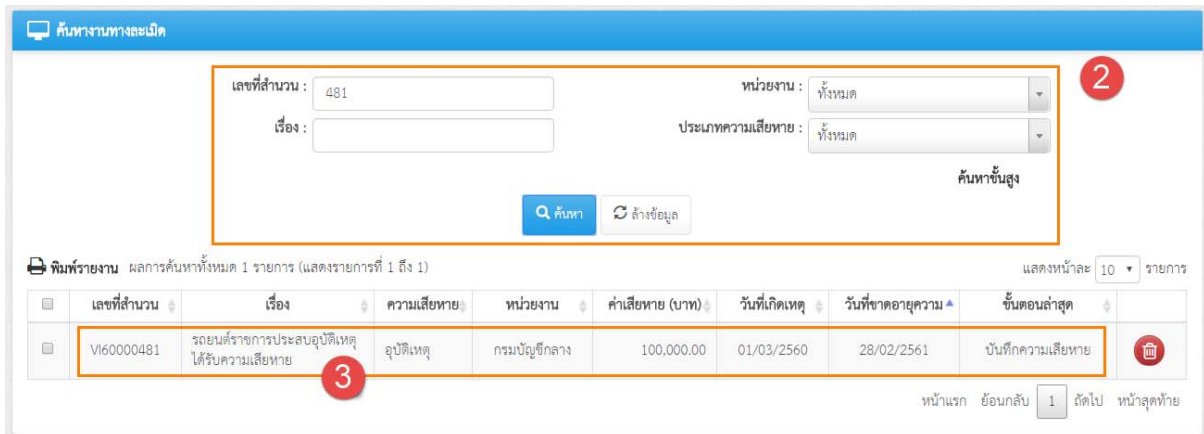 ค้นหางานทางละเมิด
2
เลขที่สำนวน : 481 หน่วยงาน : ทั้งหมด
เรื่อง : ประเภทความเสียหาย : ทั้งหมด
ค้นหาขั้นสูง
ค้นหา ล้างข้อมูล
พิมพ์รายงาน ผลการค้นหาทั้งหมด 1 รายการ (แสดงรายการที่ 1 ถึง 1) แสดงหน้าละ 10 รายการ
เลขที่สำนวน เรื่อง ความเสียหาย หน่วยงาน ค่าเสียหาย (บาท) วันที่เกิดเหตุ วันที่ขาดอายุความ ขั้นตอนล่าสุด
VI60000481 รถยนต์ราชการประสบอุบัติเหตุ อุบัติเหตุ กรมบัญชีกลาง 100,000.00 01/03/2560 28/02/2561 บันทึกความเสียหาย
ได้รับความเสียหาย
3
หน้าแรก ย้อนกลับ 1 ถัดไป หน้าสุดท้าย